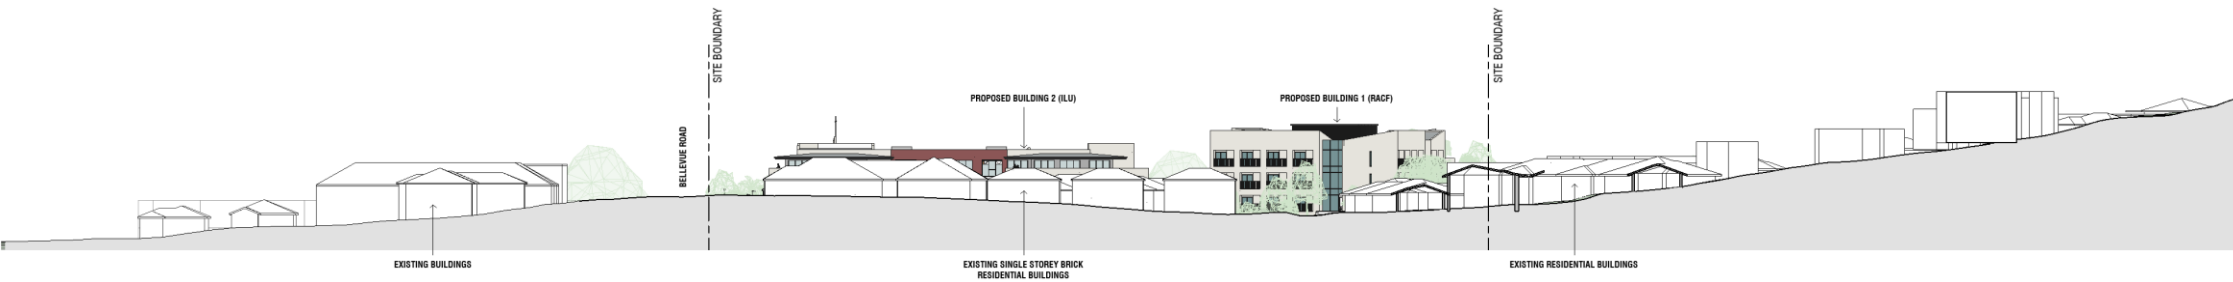 SITE BOUNDARY
SITE BOUNDARY
PROPOSED BUILDING 2 (ILU)
PROPOSED BUILDING 1 (RACF)
BELLEVUE ROAD
EXISTING BUILDINGS
EXISTING SINGLE STOREY BRICK
RESIDENTIAL BUILDINGS
EXISTING RESIDENTIAL BUILDINGS